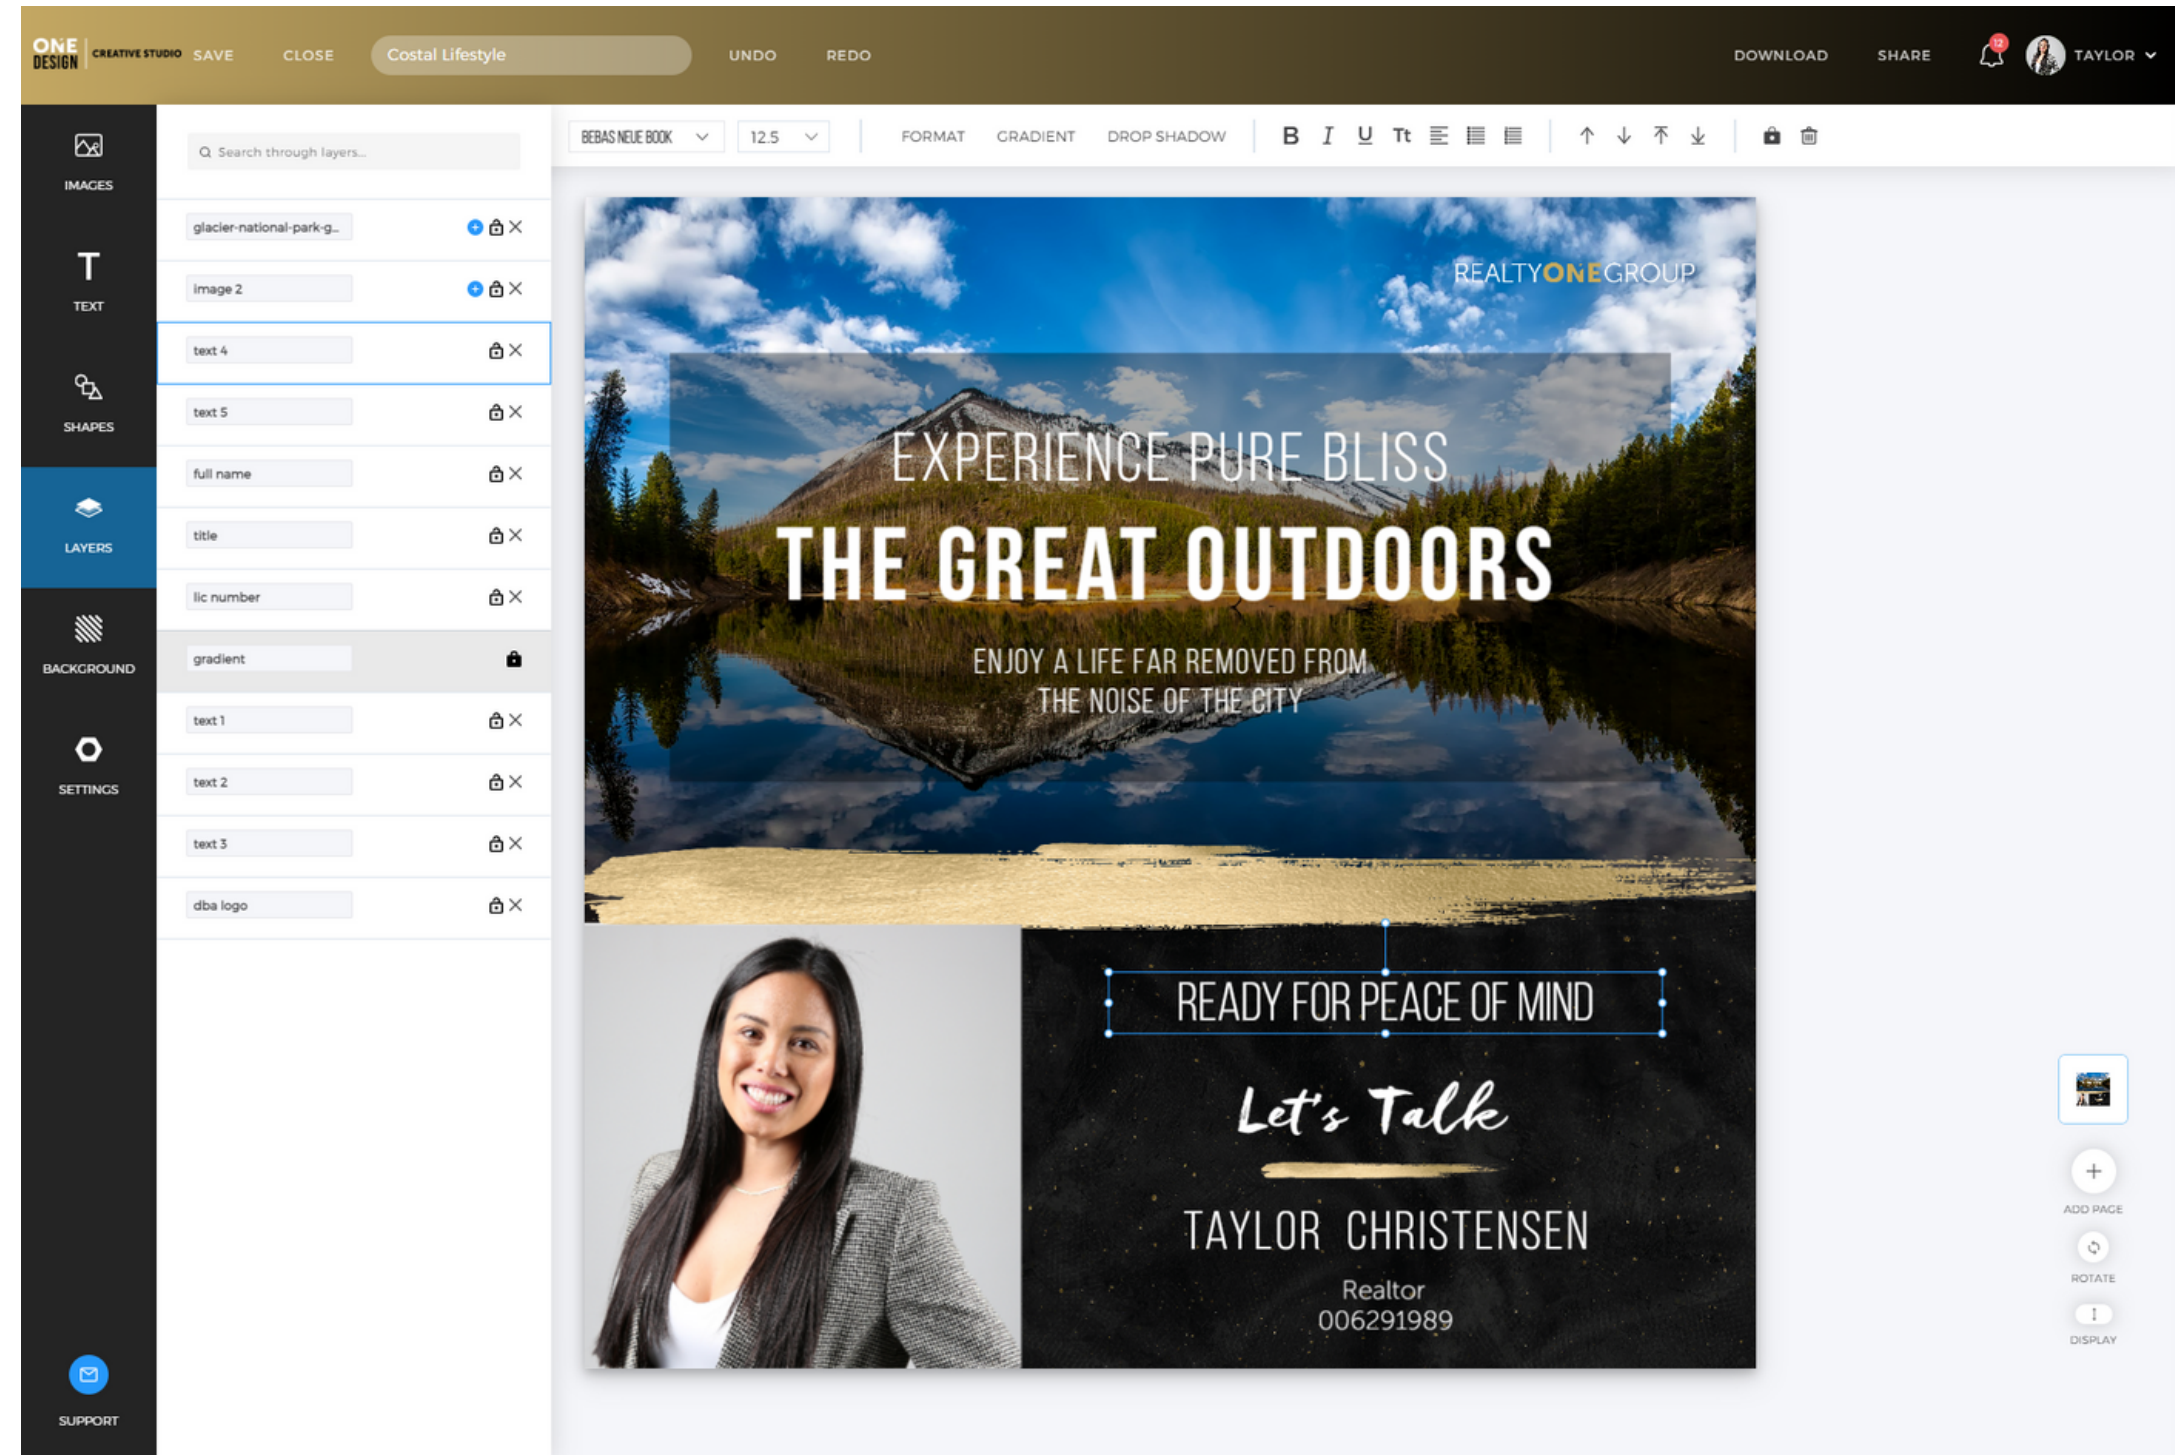 ONE
DESIGN
CREATIVE STUDIO
SAVE
CLOSE
Costal Lifestyle
UNDO
REDO
DOWNLOAD
SHARE
12
TAYLOR
IMAGES
TEXT
SHAPES
LAYERS
BACKGROUND
SETTINGS
SUPPORT
Search through layers...
glacier-national-park-g...
image 2
text 4
text 5
full name
title
lic number
gradient
text 1
text 2
text 3
dba logo
BEBAS NEUE BOOK
12.5
FORMAT
GRADIENT
DROP SHADOW
B
I
U
Tt
REALTYONEGROUP
EXPERIENCE PURE BLISS
THE GREAT OUTDOORS
ENJOY A LIFE FAR REMOVED FROM
THE NOISE OF THE CITY
READY FOR PEACE OF MIND
Let's Talk
TAYLOR CHRISTENSEN
Realtor
006291989
ADD PAGE
ROTATE
DISPLAY